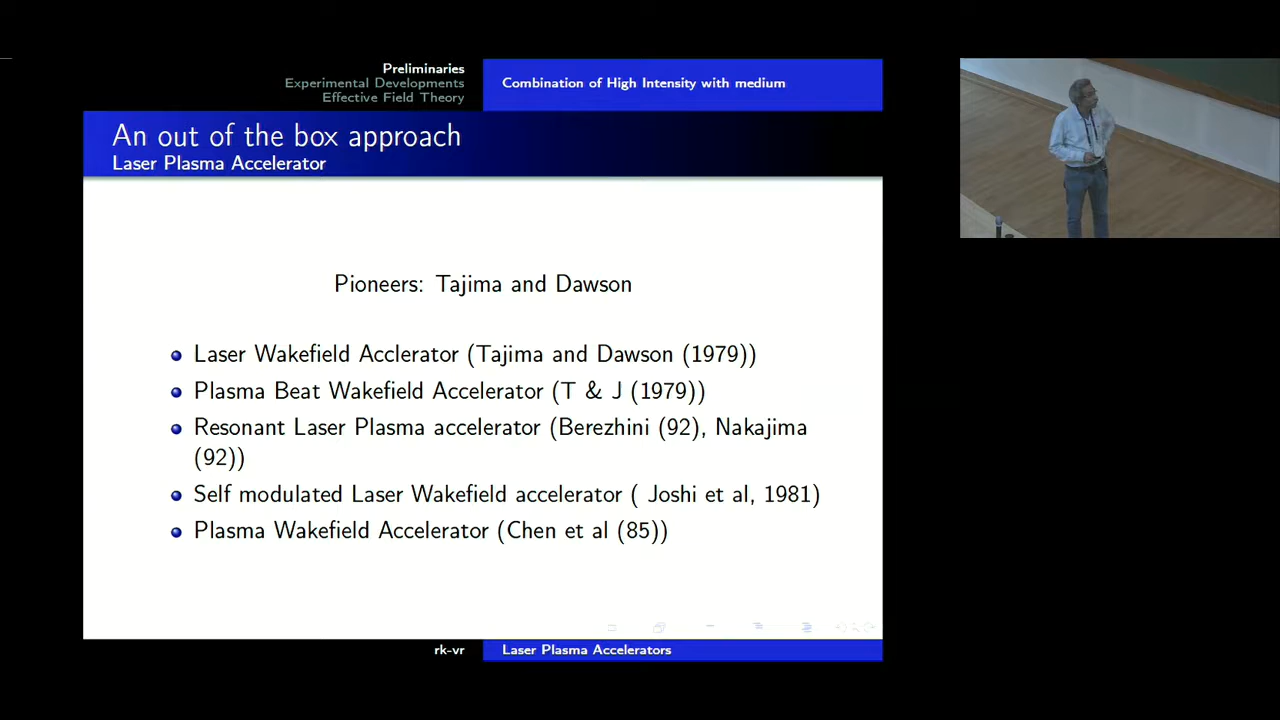 Preliminaries
Experimental Developments
Effective Field Theory
Combination of High Intensity with medium
An out of the box approach
Laser Plasma Accelerator
Pioneers: Tajima and Dawson
Laser Wakefield Acclerator (Tajima and Dawson (1979))
Plasma Beat Wakefield Accelerator (T & J (1979))
Resonant Laser Plasma accelerator (Berezhini (92), Nakajima
(92))
Self modulated Laser Wakefield accelerator ( Joshi et al, 1981)
Plasma Wakefield Accelerator (Chen et al (85))
rk-vr
Laser Plasma Accelerators